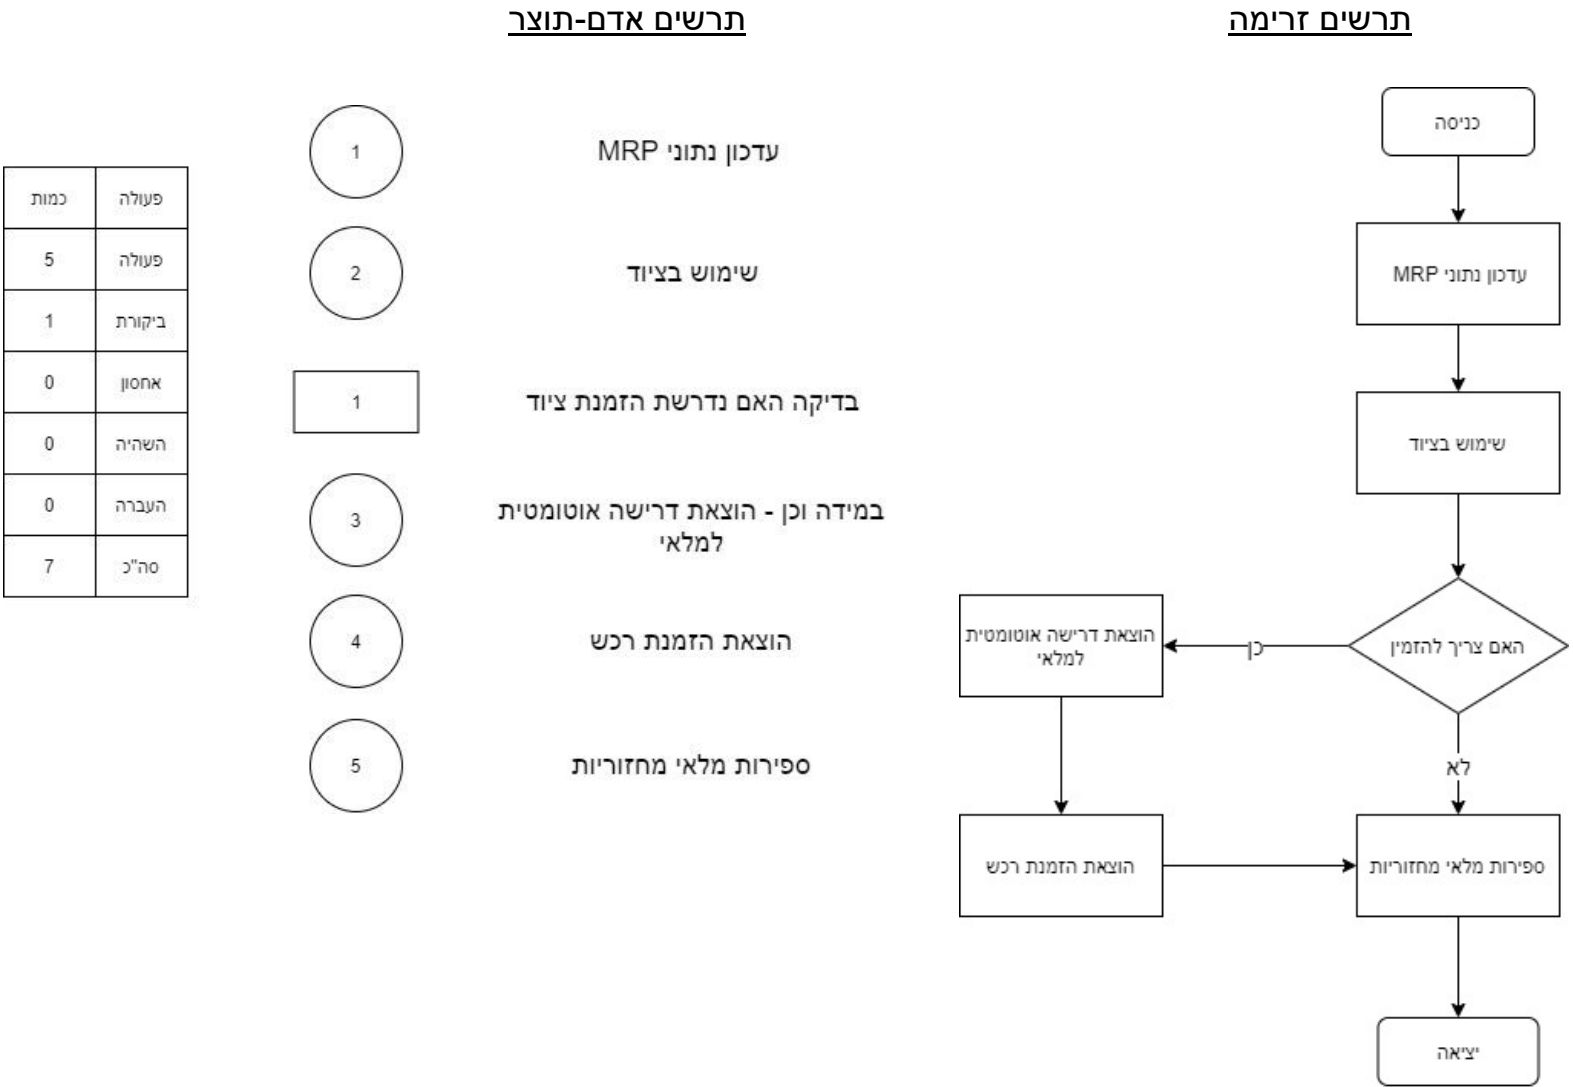 תרשים זרימה
כניסה
עדכון נתוני MRP
שימוש בציוד
האם צריך להזמין
כן
הוצאת דרישה אוטומטית
למלאי
לא
הוצאת הזמנת רכש
ספירות מלאי מחזוריות
יציאה
תרשים אדם-תוצר
1
עדכון נתוני MRP
2
שימוש בציוד
1
בדיקה האם נדרשת הזמנת ציוד
3
במידה וכן - הוצאת דרישה אוטומטית
למלאי
4
הוצאת הזמנת רכש
5
ספירות מלאי מחזוריות
פעולה כמות
פעולה 5
ביקורת 1
אחסון 0
השהיה 0
העברה 0
סה"כ 7